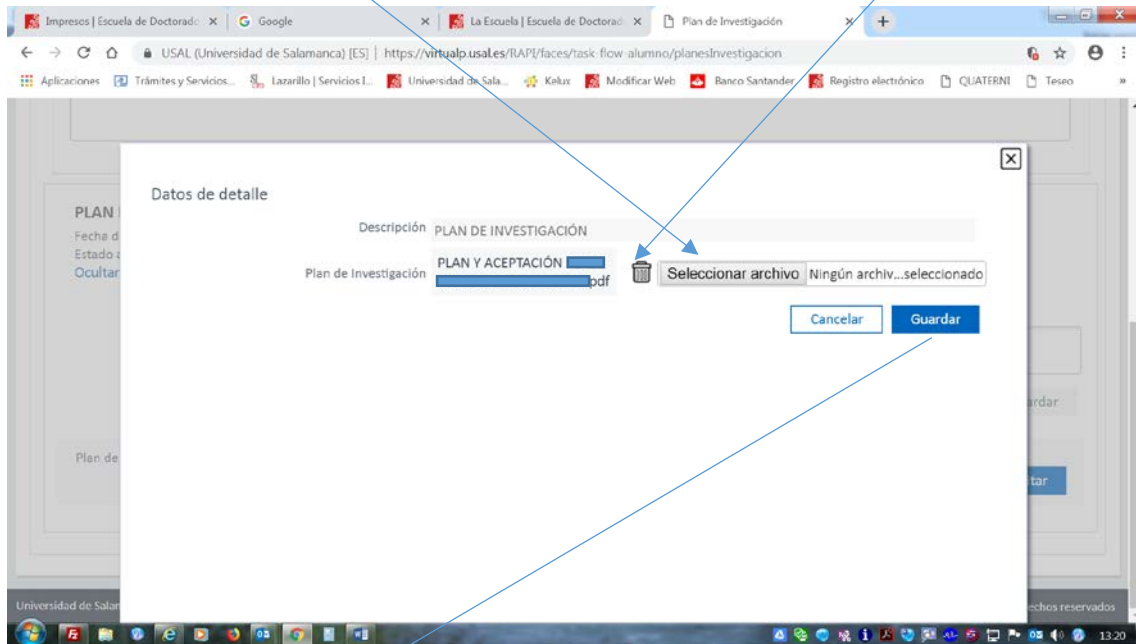 Impresos | Escuela de Doctorado
Google
La Escuela | Escuela de Doctorad
Plan de Investigación
USAL (Universidad de Salamanca) [ES] | https://virtualp.usal.es/RAPI/faces/task-flow-alumno/planesInvestigacion
Aplicaciones Trámites y Servicios... Lazarillo | Servicios I... Universidad de Sala... Kelux Modificar Web Banco Santander Registro electrónico QUATERNI Teseo »
Datos de detalle
PLAN
Descripción PLAN DE INVESTIGACIÓN
Fecha d
Estado
Ocultar
Plan de Investigación PLAN Y ACEPTACIÓN
pdf
Seleccionar archivo Ningún archiv...seleccionado
Cancelar Guardar
ardar
Plan de
itar
Universidad de Salar
echos reservados
13:20